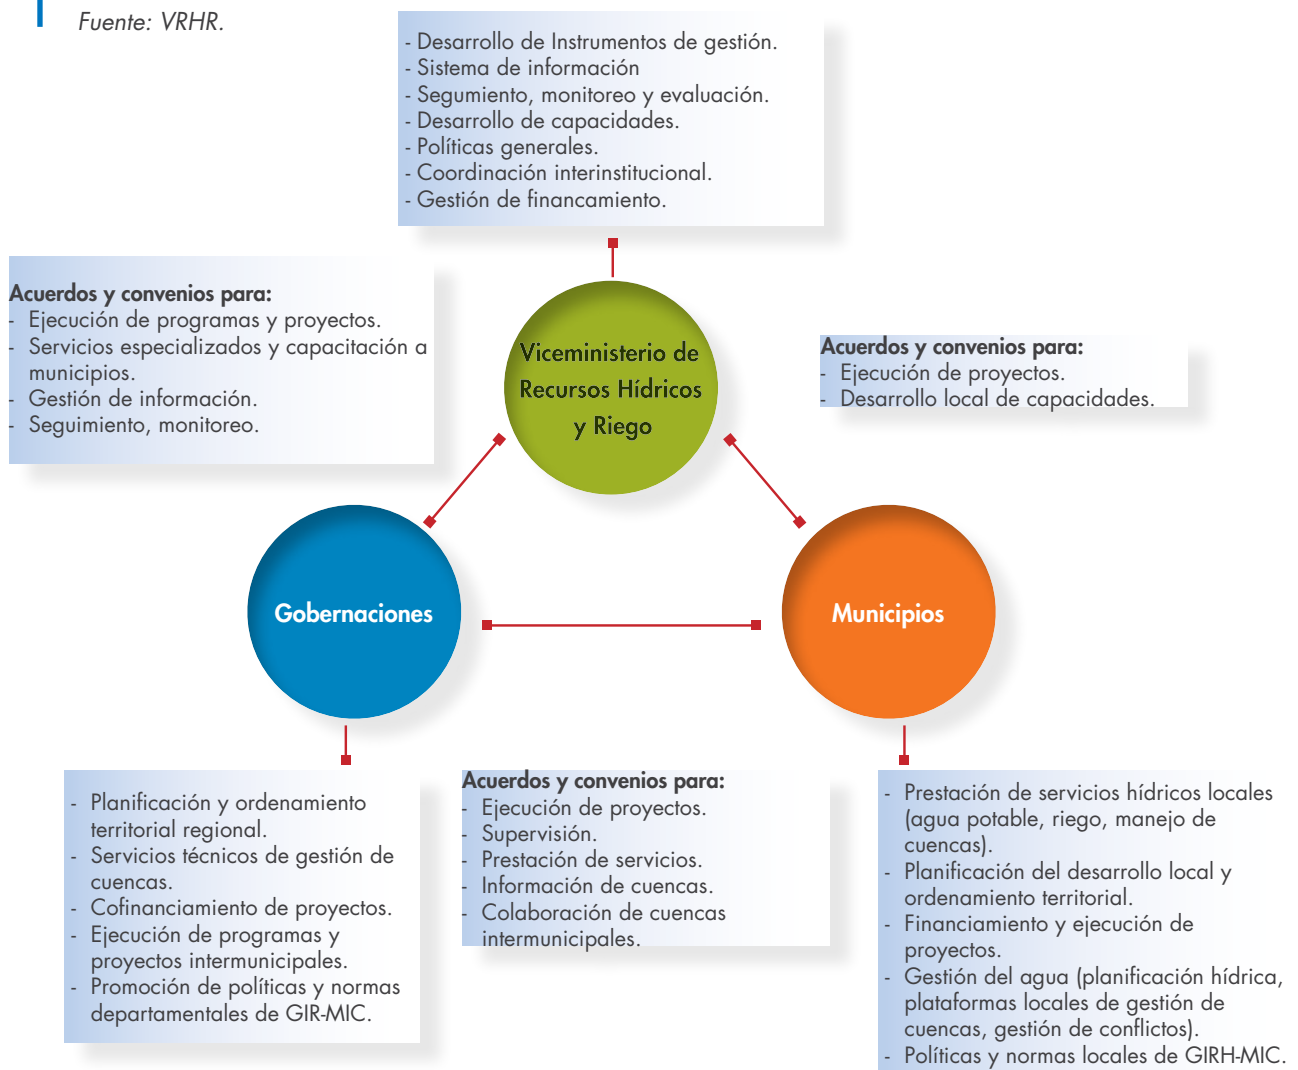 Fuente: VRHR.
- Desarrollo de Instrumentos de gestión.
- Sistema de información
- Segumiento, monitoreo y evaluación.
- Desarrollo de capacidades.
- Políticas generales.
- Coordinación interinstitucional.
- Gestión de financamiento.
Acuerdos y convenios para:
- Ejecución de programas y proyectos.
- Servicios especializados y capacitación a
municipios.
- Gestión de información.
- Seguimiento, monitoreo.
Viceministerio de
Recursos Hídricos
y Riego
Acuerdos y convenios para:
- Ejecución de proyectos.
- Desarrollo local de capacidades.
Gobernaciones
Municipios
- Planificación y ordenamiento
territorial regional.
- Servicios técnicos de gestión de
cuencas.
- Cofinanciamiento de proyectos.
- Ejecución de programas y
proyectos intermunicipales.
- Promoción de políticas y normas
departamentales de GIR-MIC.
Acuerdos y convenios para:
- Ejecución de proyectos.
- Supervisión.
- Prestación de servicios.
- Información de cuencas.
- Colaboración de cuencas
intermunicipales.
- Prestación de servicios hídricos locales
(agua potable, riego, manejo de
cuencas).
- Planificación del desarrollo local y
ordenamiento territorial.
- Financiamiento y ejecución de
proyectos.
- Gestión del agua (planificación hídrica,
plataformas locales de gestión de
cuencas, gestión de conflictos).
- Políticas y normas locales de GIRH-MIC.